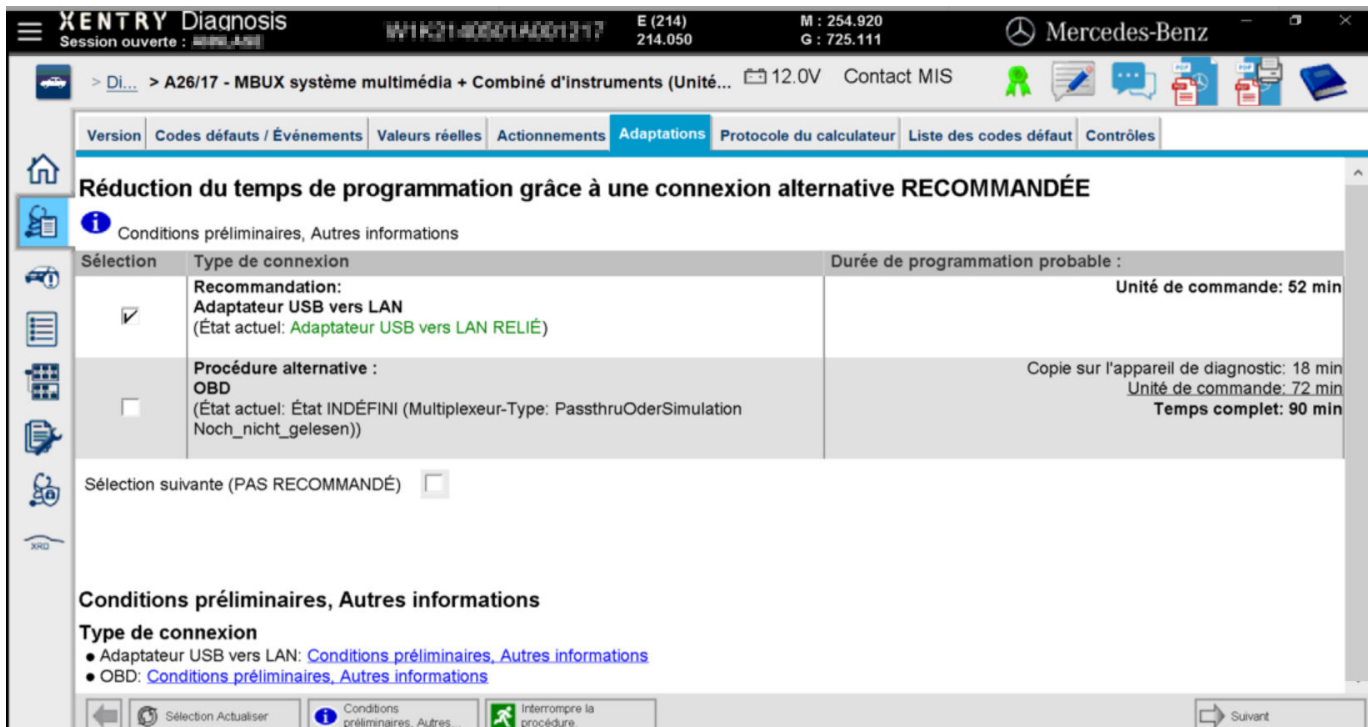 XENTRY Diagnosis
Session ouverte :
E (214)
214.050
M : 254.920
G : 725.111
Mercedes-Benz
> Di... > A26/17 - MBUX système multimédia + Combiné d'instruments (Unité...
12.0V Contact MIS
Version Codes défauts / Événements Valeurs réelles Actionnements Adaptations Protocole du calculateur Liste des codes défaut Contrôles
Réduction du temps de programmation grâce à une connexion alternative RECOMMANDÉE
Conditions préliminaires, Autres informations
Sélection Type de connexion Durée de programmation probable :
Recommandation:
Adaptateur USB vers LAN
(État actuel: Adaptateur USB vers LAN RELIÉ)
Unité de commande: 52 min
Procédure alternative :
OBD
(État actuel: État INDÉFINI (Multiplexeur-Type: PassthruOderSimulation
Noch_nicht_gelesen))
Copie sur l'appareil de diagnostic: 18 min
Unité de commande: 72 min
Temps complet: 90 min
Sélection suivante (PAS RECOMMANDÉ)
Conditions préliminaires, Autres informations
Type de connexion
● Adaptateur USB vers LAN: Conditions préliminaires, Autres informations
● OBD: Conditions préliminaires, Autres informations
XRD
Sélection Actualiser
Conditions
préliminaires, Autres...
Interrompre la
procédure.
Suivant